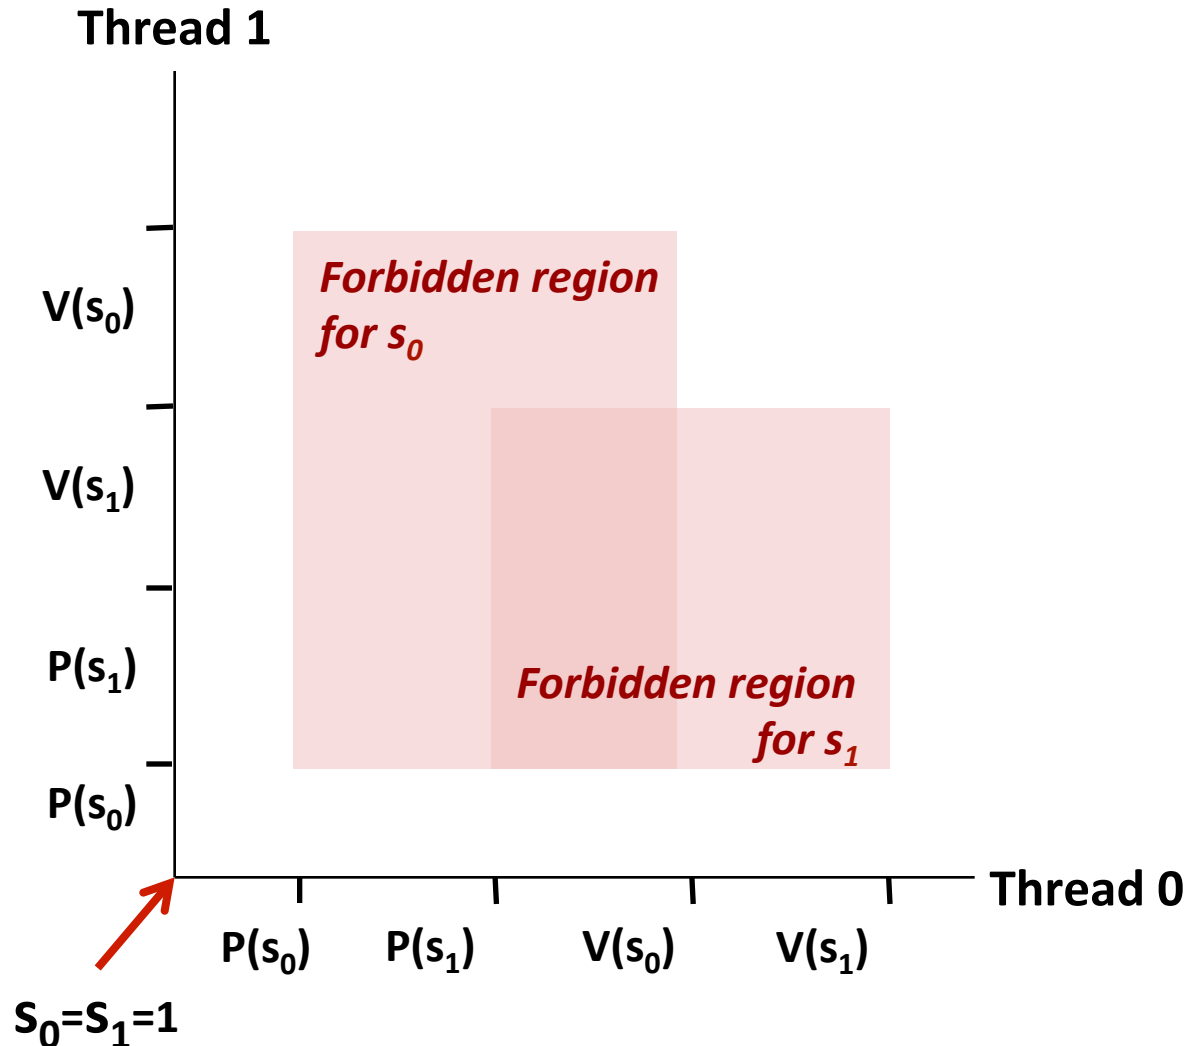 Thread 1
V(s₀)
Forbidden region
for s₀
V(s₁)
P(s₁)
Forbidden region
for s₁
P(s₀)
Thread 0
P(s₀) P(s₁) V(s₀) V(s₁)
s₀=s₁=1